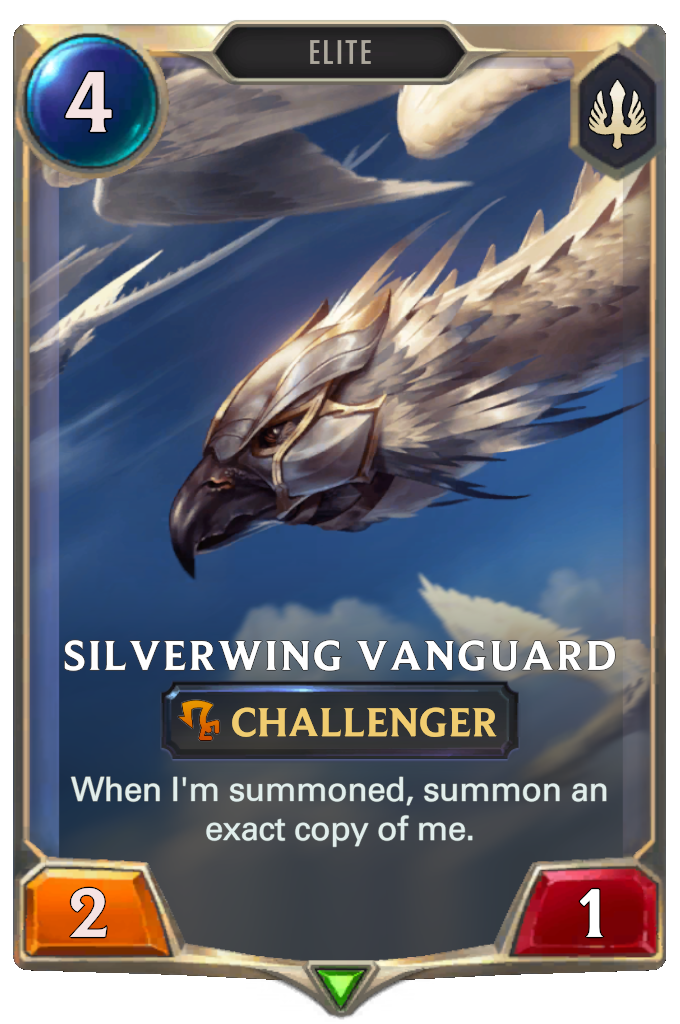 ELITE
4
SILVERWING VANGUARD
CHALLENGER
When I'm summoned, summon an
exact copy of me.
2
1